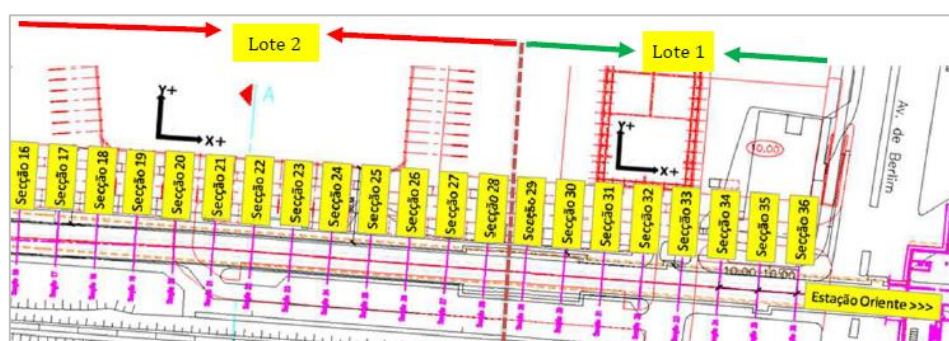 Lote 2
Lote 1
A
Y+
X+
Y+
X+
10.00
Av. de Berlim
Secção 16
Secção 17
Secção 18
Secção 19
Secção 20
Secção 21
Secção 22
Secção 23
Secção 24
Secção 25
Secção 26
Secção 27
Secção 28
Secção 29
Secção 30
Secção 31
Secção 32
Secção 33
Secção 34
Secção 35
Secção 36
10.00 10.00
Estação Oriente >>>